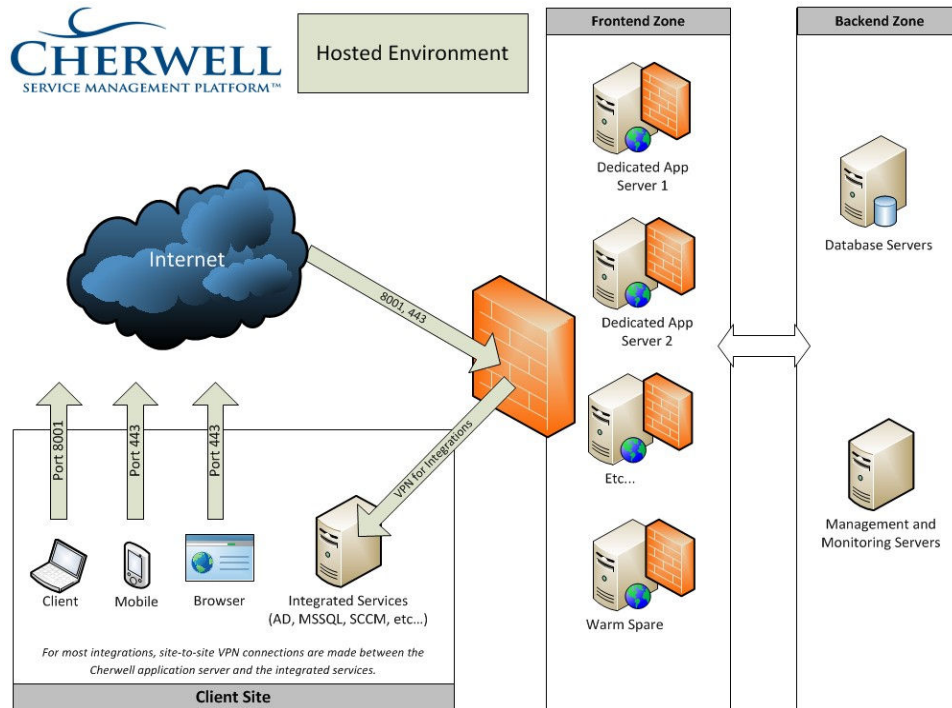 CHERWELL
SERVICE MANAGEMENT PLATFORM™
Hosted Environment
Frontend Zone
Backend Zone
Dedicated App
Server 1
Dedicated App
Server 2
Etc...
Warm Spare
Database Servers
Management and
Monitoring Servers
Internet
8001, 443
VPN for Integrations
Port 8001
Port 443
Port 443
Client
Mobile
Browser
Integrated Services
(AD, MSSQL, SCCM, etc...)
For most integrations, site-to-site VPN connections are made between the
Cherwell application server and the integrated services.
Client Site